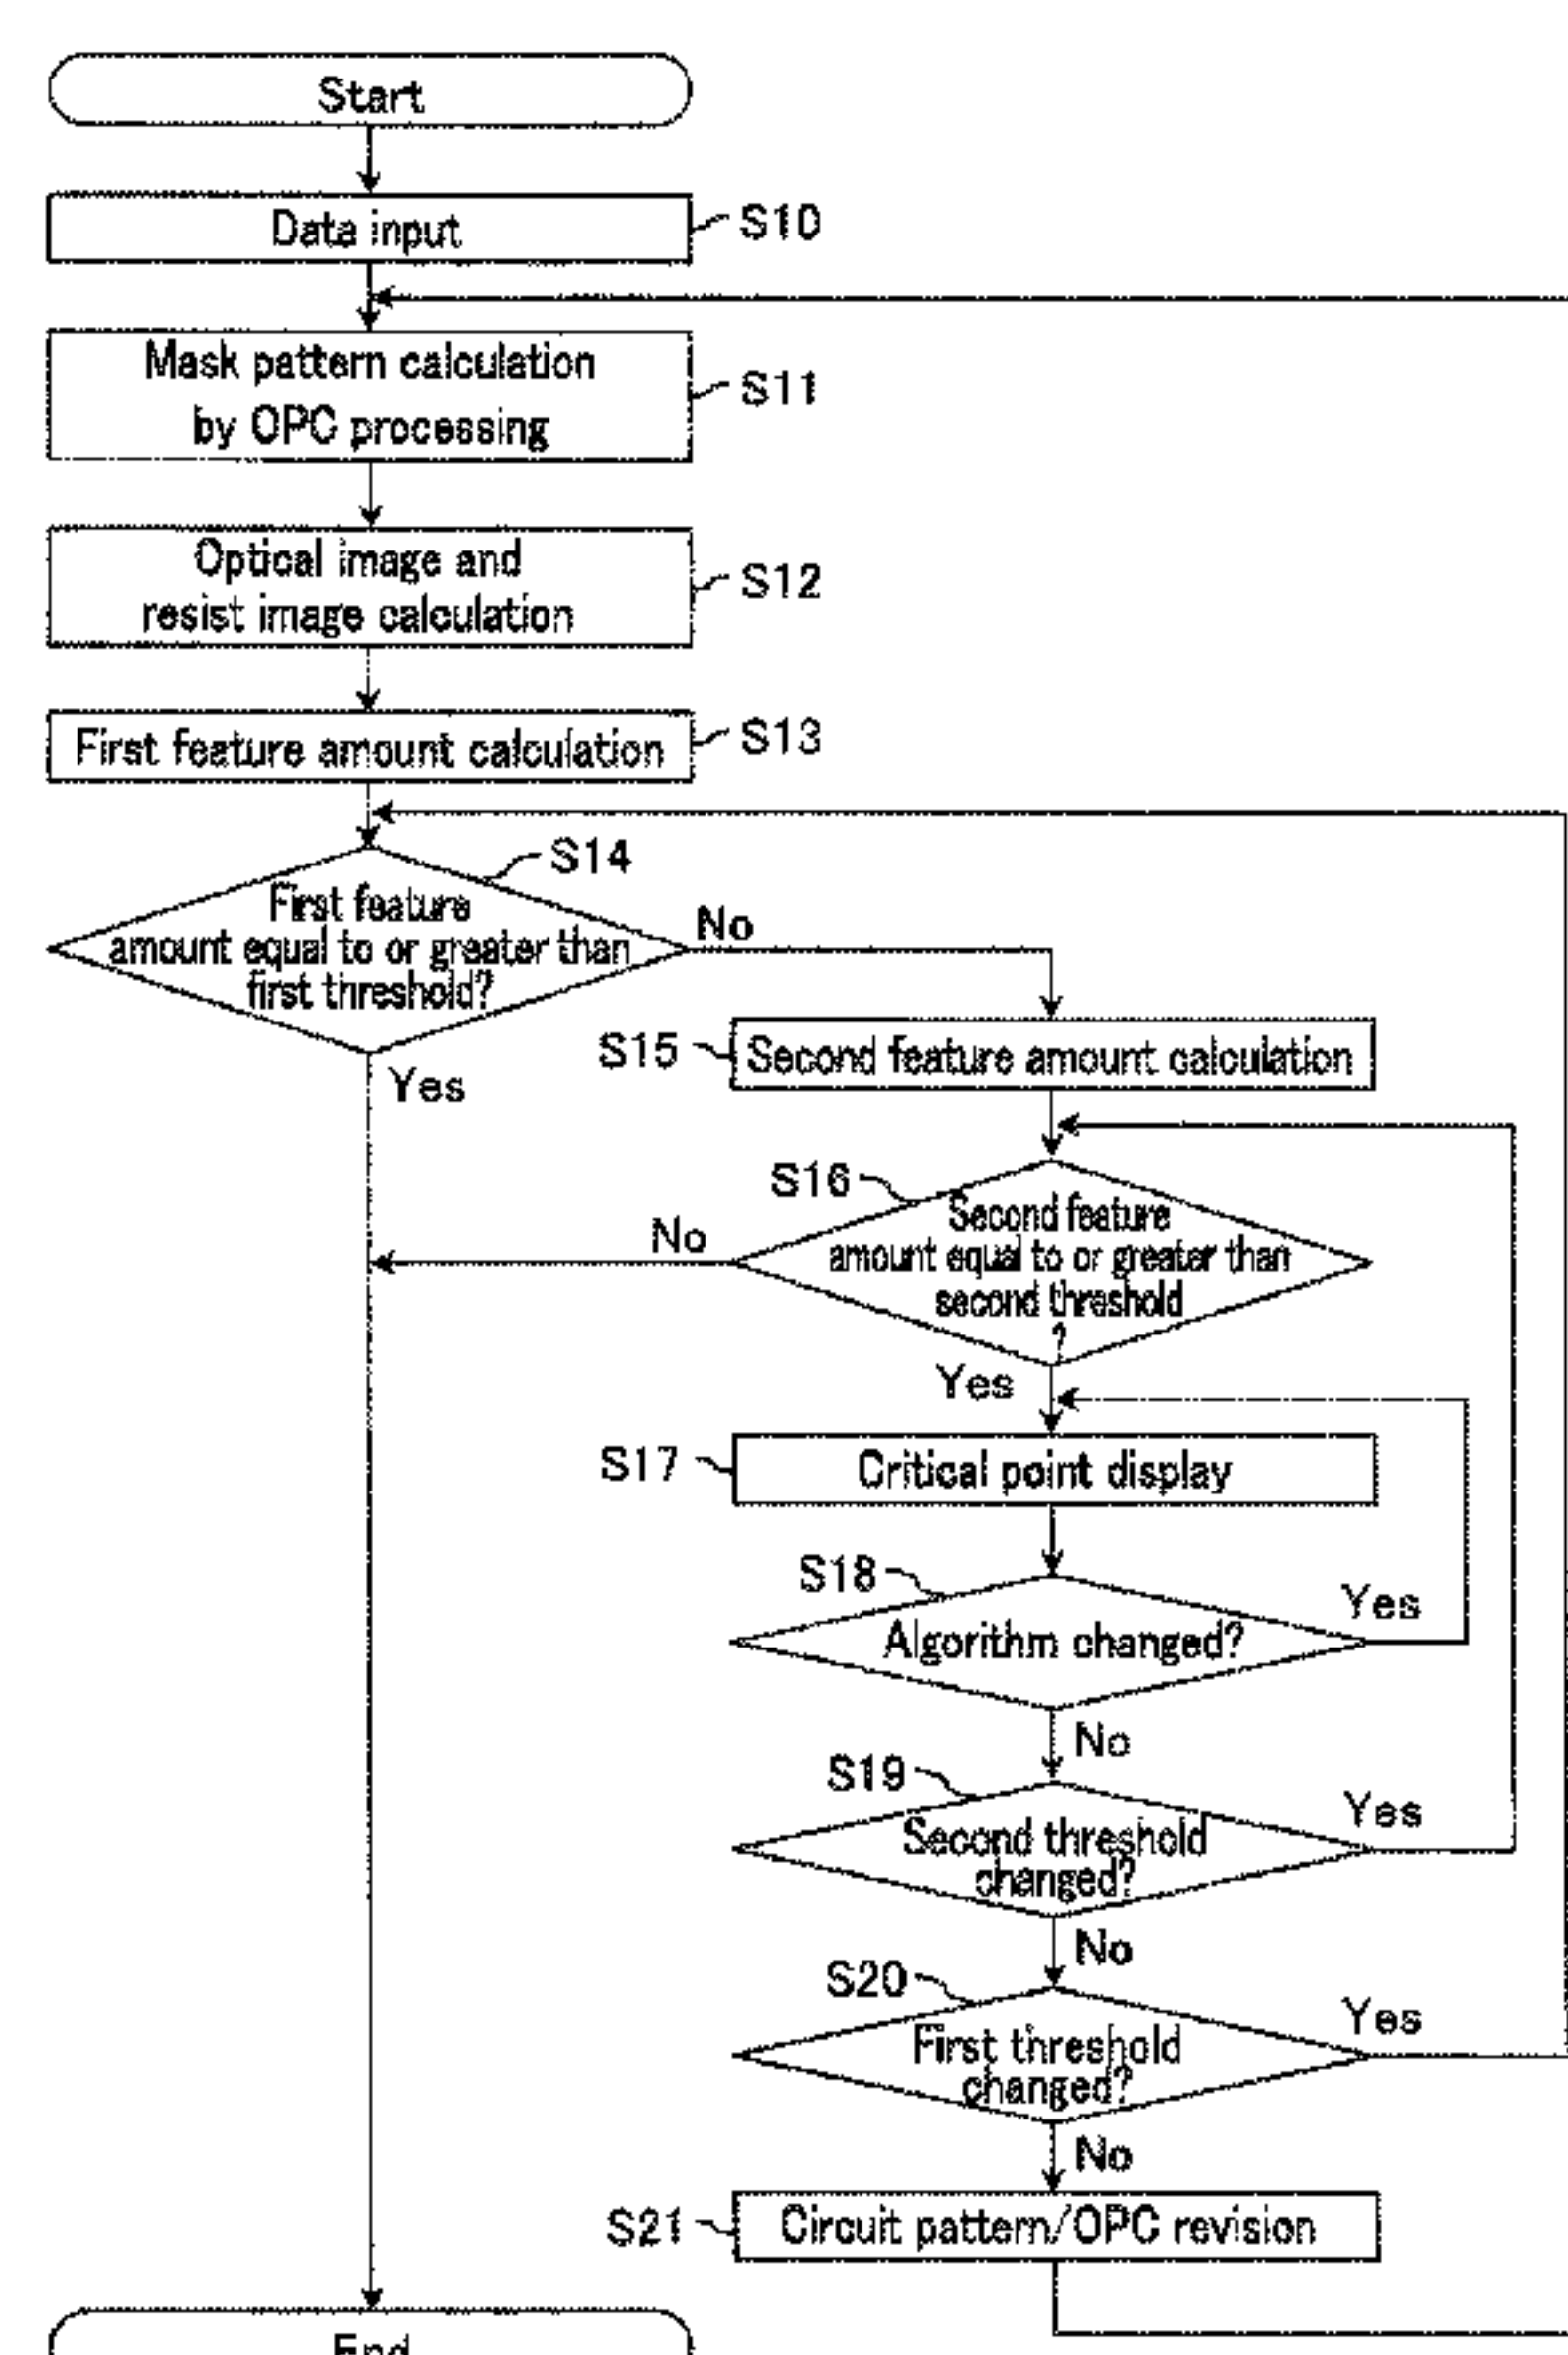 Start
Data input
S10
Mask pattern calculation
by OPC processing
S11
Optical image and
resist image calculation
S12
First feature amount calculation
S13
S14
First feature
amount equal to or greater than
first threshold?
No
Yes
S15
Second feature amount calculation
S16
Second feature
amount equal to or greater than
second threshold
?
No
Yes
S17
Critical point display
S18
Algorithm changed?
Yes
No
S19
Second threshold
changed?
Yes
No
S20
First threshold
changed?
Yes
No
S21
Circuit pattern/OPC revision
End